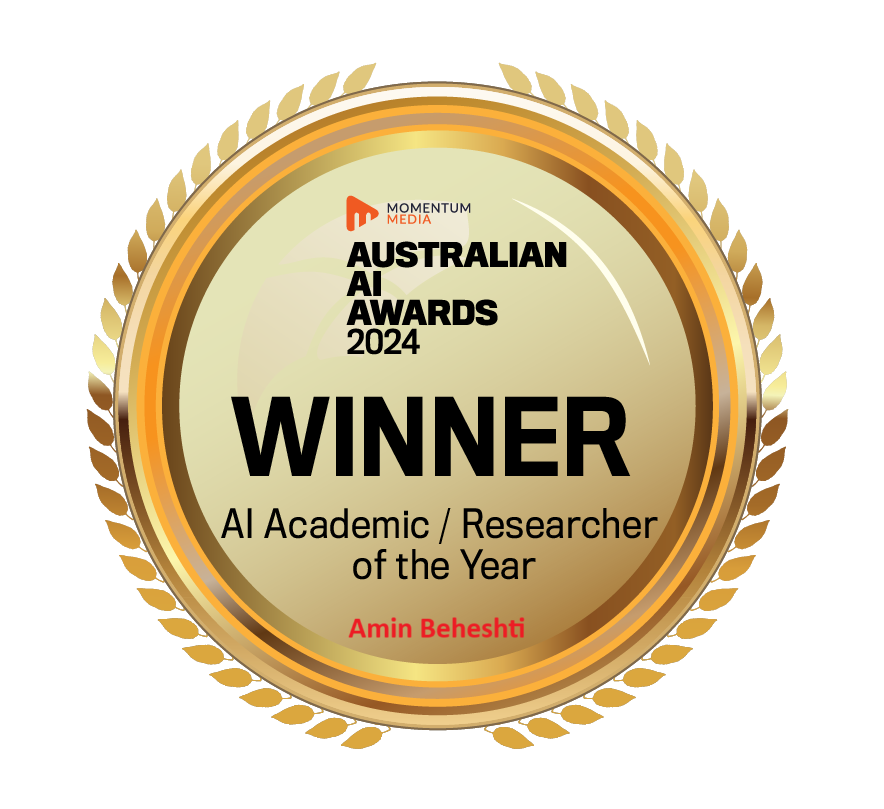 MOMENTUM
MEDIA
AUSTRALIAN
AI
AWARDS
2024
WINNER
AI Academic / Researcher
of the Year
Amin Beheshti